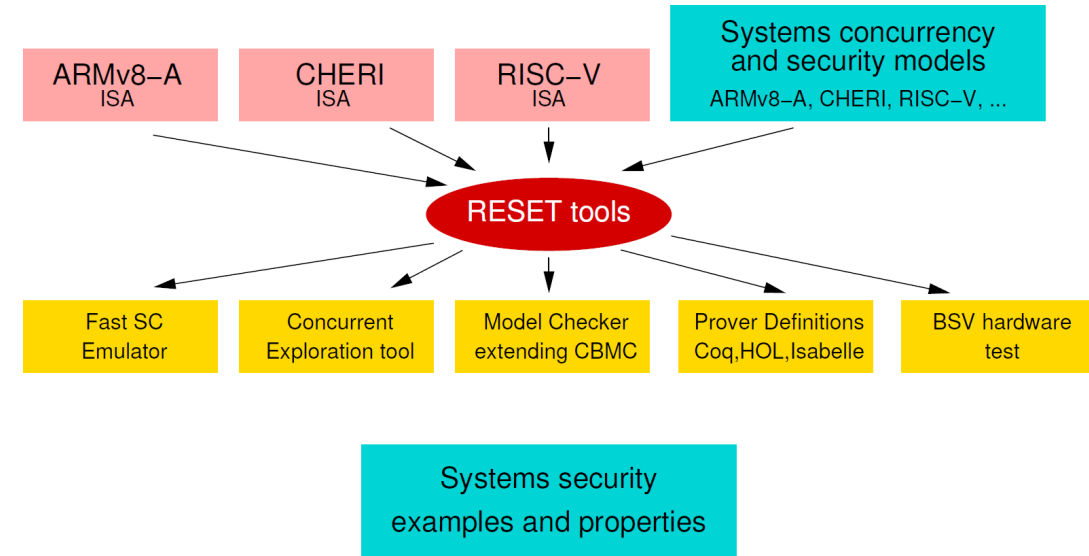 ARMv8-A
ISA
CHERI
ISA
RISC-V
ISA
Systems concurrency
and security models
ARMv8-A, CHERI, RISC-V, ...
RESET tools
Fast SC
Emulator
Concurrent
Exploration tool
Model Checker
extending CBMC
Prover Definitions
Coq,HOL,Isabelle
BSV hardware
test
Systems security
examples and properties